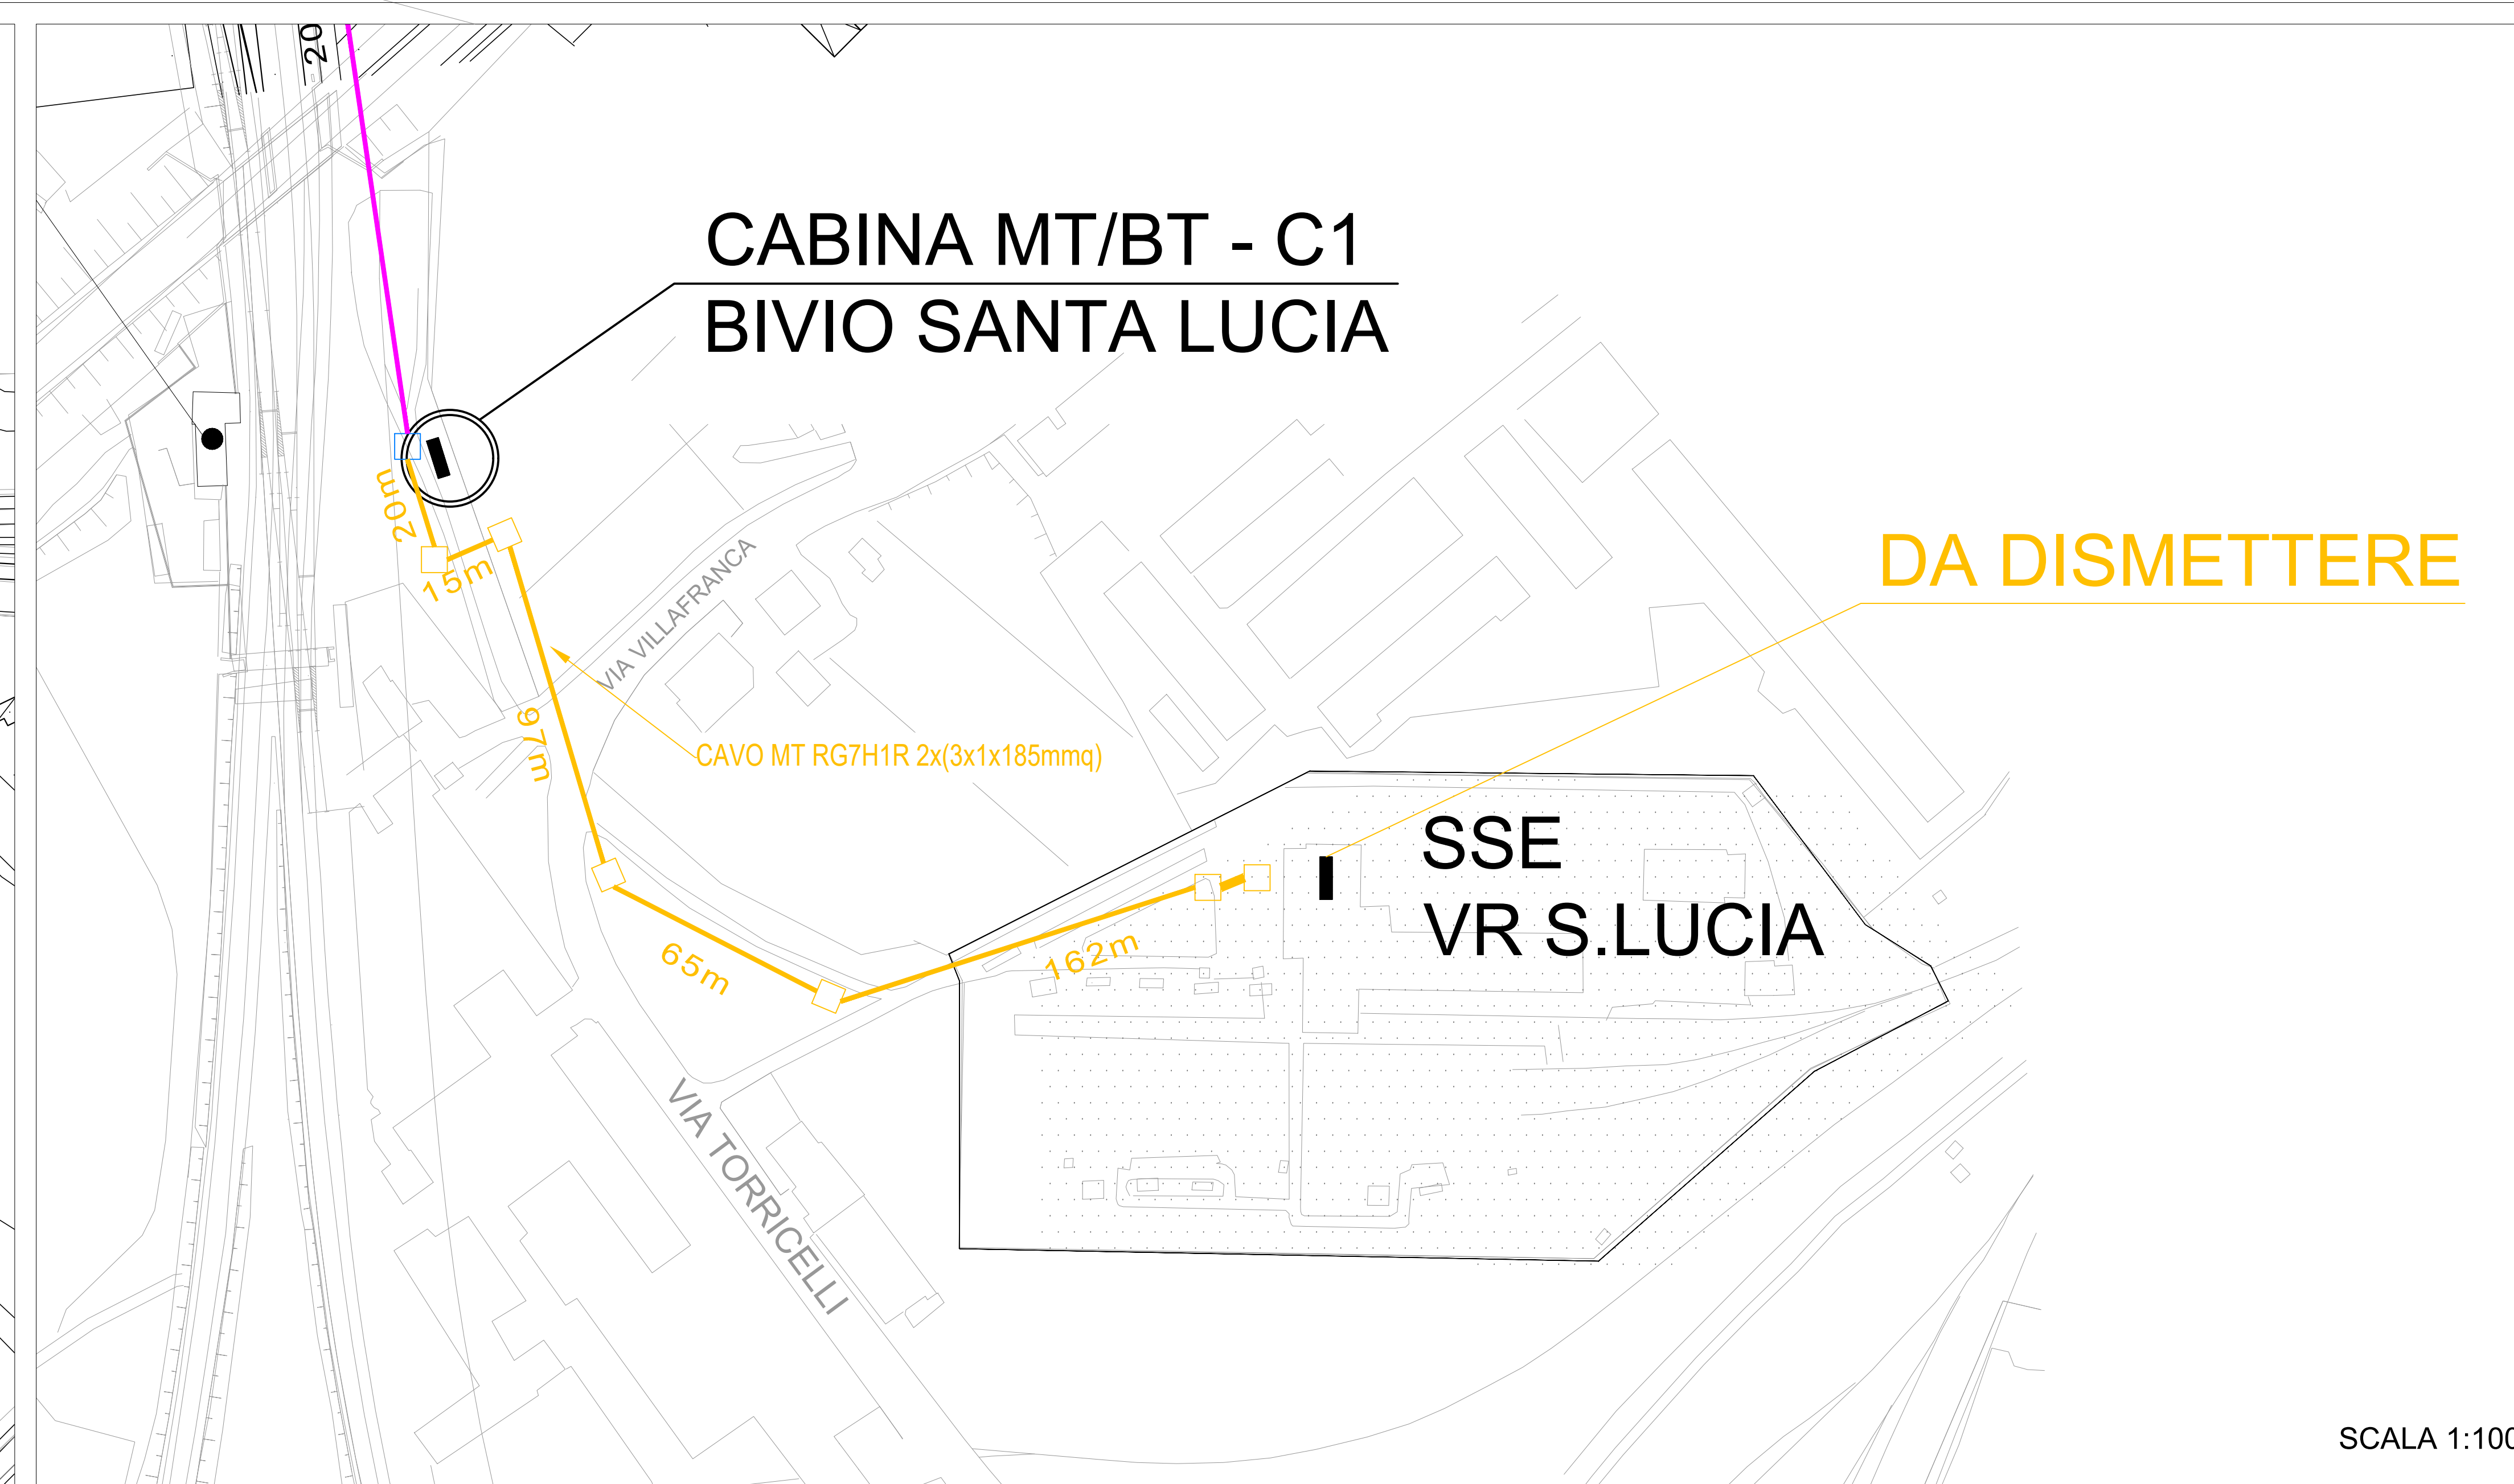 20
CABINA MT/BT - C1
BIVIO SANTA LUCIA
20m
15m
VIA VILLAFRANCA
DA DISMETTERE
97m
CAVO MT RG7H1R 2x(3x1x185mmq)
SSE
VR S.LUCIA
65m
162m
VIA TORRICELLI
SCALA 1:100